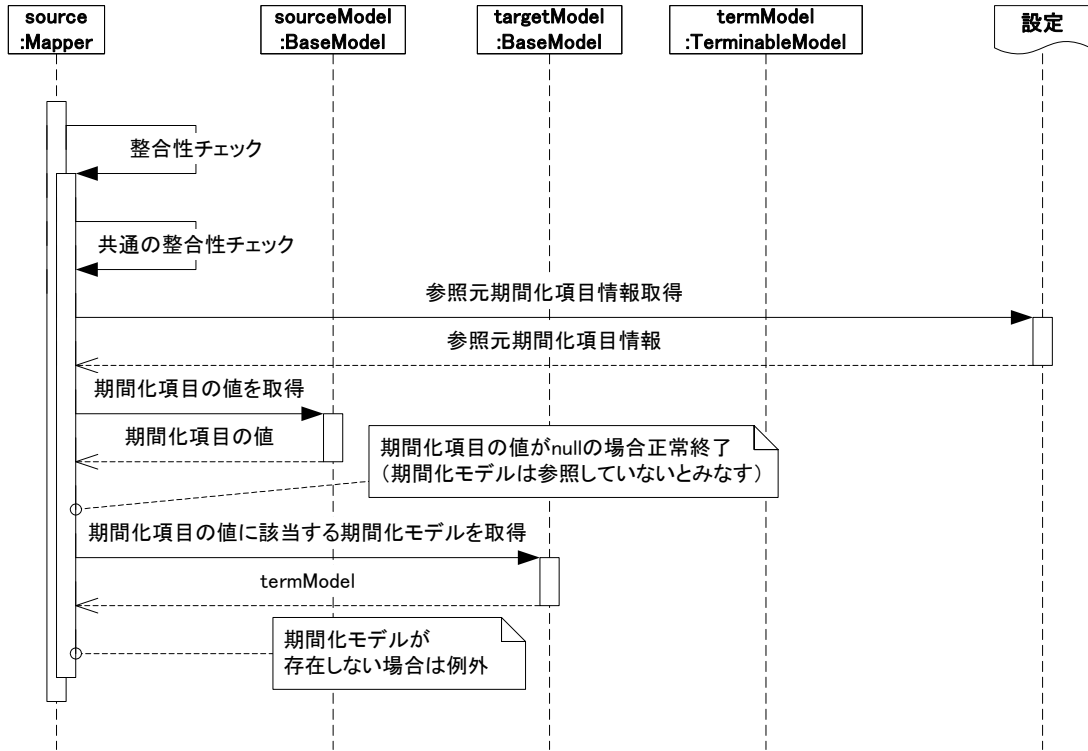 source
:Mapper
sourceModel
:BaseModel
targetModel
:BaseModel
termModel
:TerminableModel
設定
整合性チェック
共通の整合性チェック
参照元期間化項目情報取得
参照元期間化項目情報
期間化項目の値を取得
期間化項目の値
期間化項目の値がnullの場合正常終了
（期間化モデルは参照していないとみなす）
期間化項目の値に該当する期間化モデルを取得
termModel
期間化モデルが
存在しない場合は例外